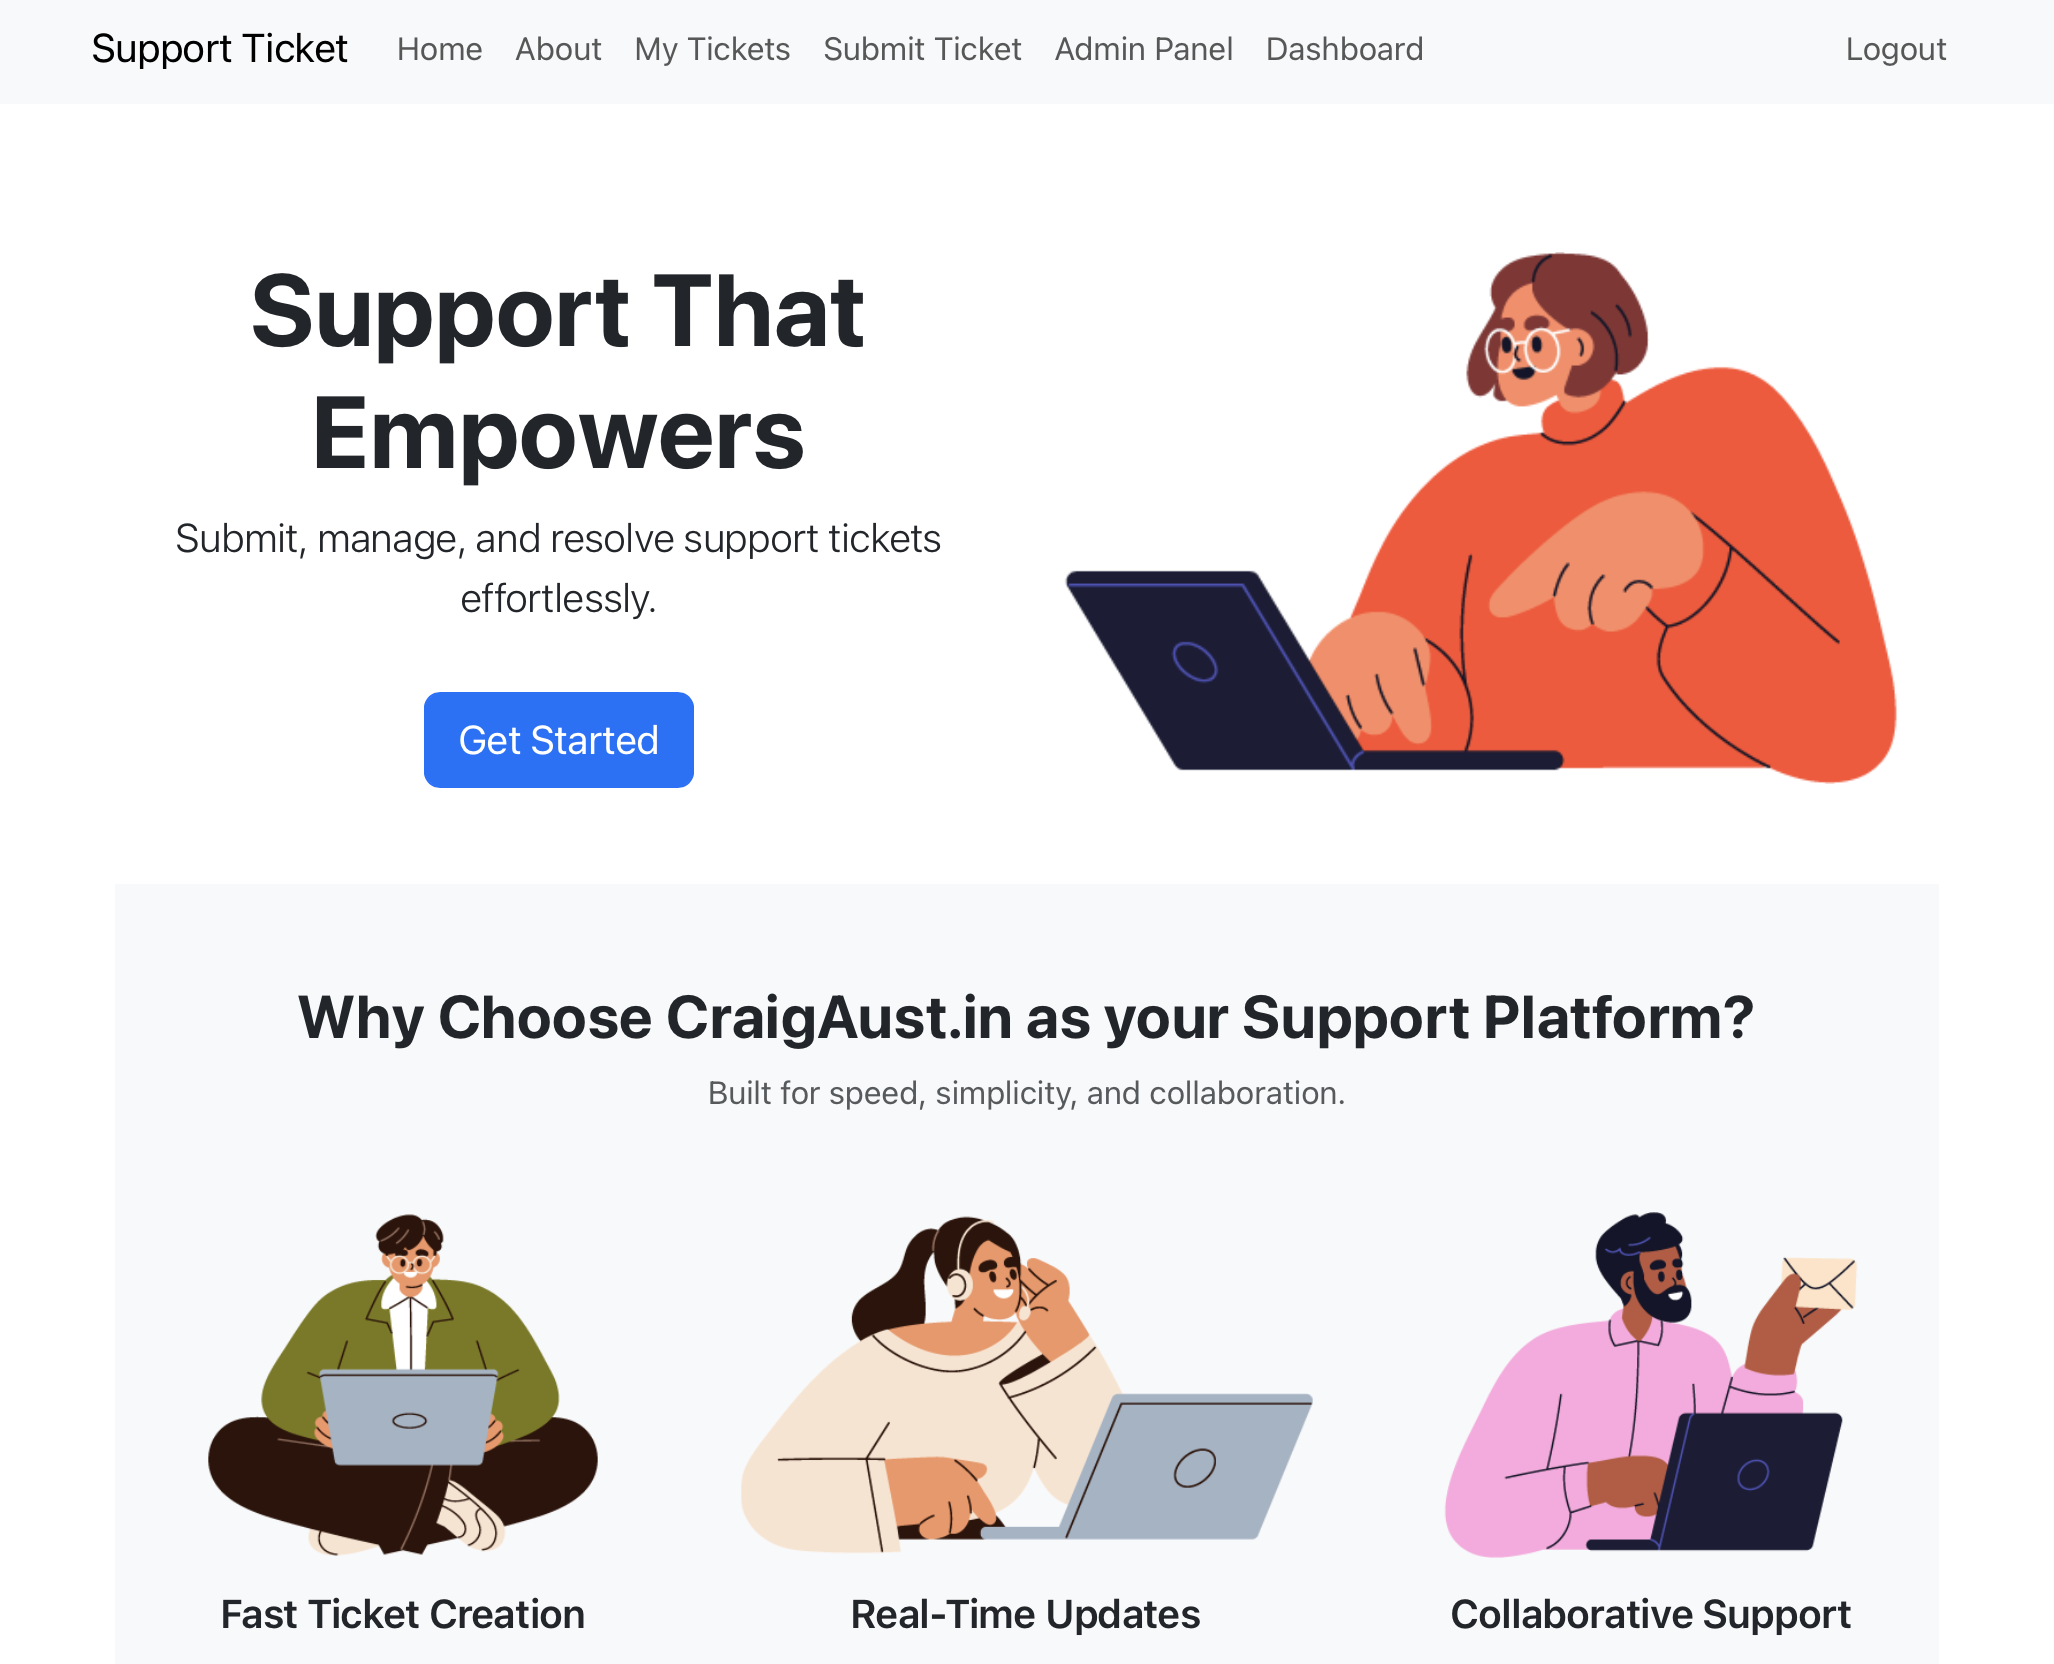 Support Ticket Home About My Tickets Submit Ticket Admin Panel Dashboard Logout
Support That
Empowers
Submit, manage, and resolve support tickets
effortlessly.
Get Started
Why Choose CraigAust.in as your Support Platform?
Built for speed, simplicity, and collaboration.
Fast Ticket Creation
Real-Time Updates
Collaborative Support